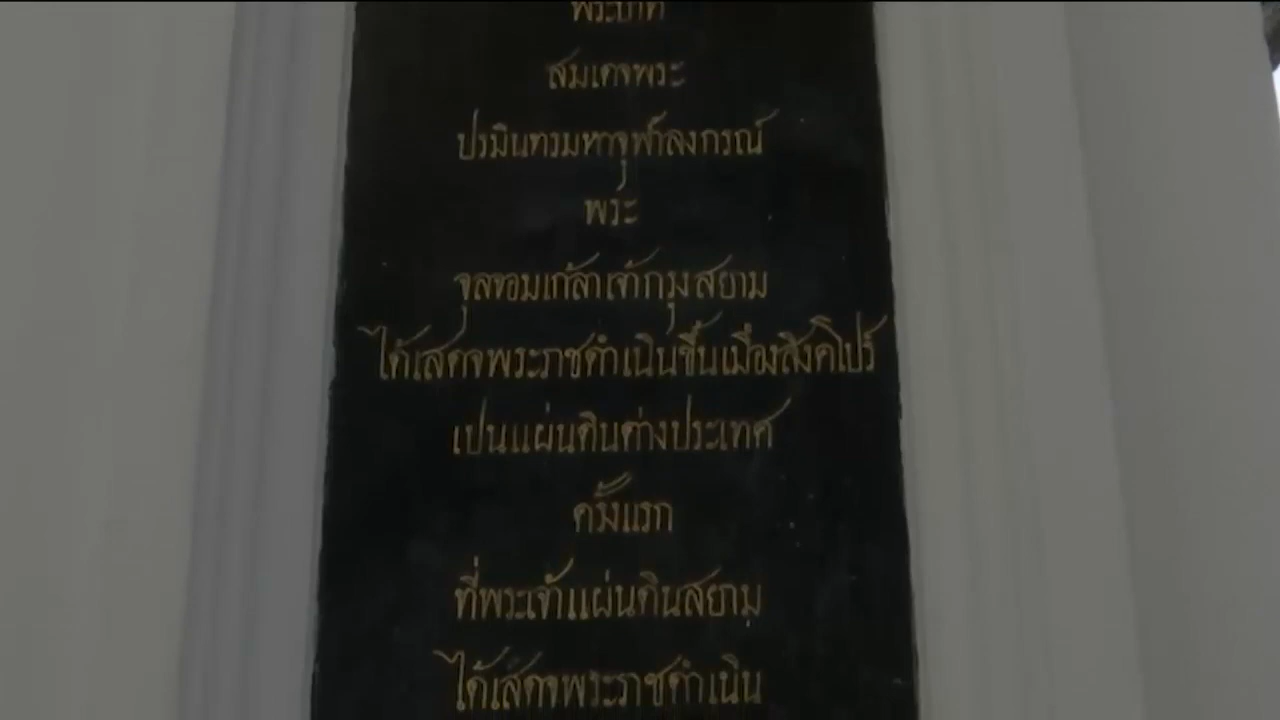 พระบาท
สมเดจพระ
ปรมินทรมหาจุฬาลงกรณ์
พระ
จุลจอมเกล้าเจ้ากรุงสยาม
ได้เสดจพระราชดำเนินขึ้นเมืองสิงคโปร์
เปนแผ่นดินต่างประเทศ
ครั้งแรก
ที่พระเจ้าแผ่นดินสยาม
ได้เสดจพระราชดำเนิน